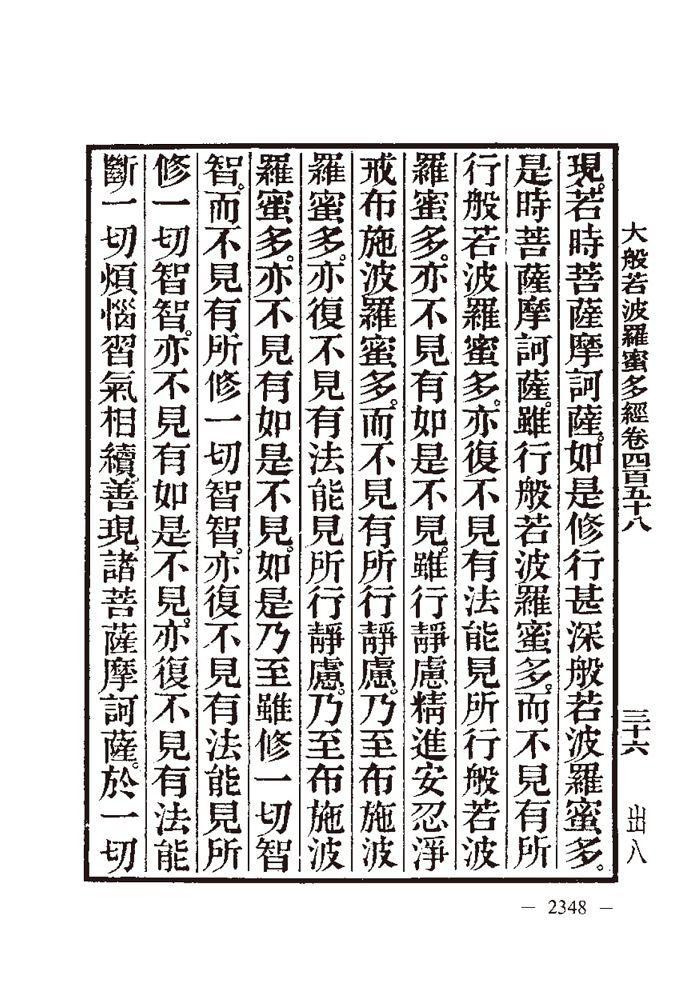 大般若波羅蜜多經卷四百五十八　三十六　出八
現。若時菩薩摩訶薩。如是修行甚深般若波羅蜜多。
是時菩薩摩訶薩。雖行般若波羅蜜多。而不見有所
行般若波羅蜜多。亦復不見有法能見所行般若波
羅蜜多。亦不見有如是不見。雖行靜慮精進安忍淨
戒布施波羅蜜多。而不見有所行靜慮。乃至布施波
羅蜜多。亦復不見有法能見所行靜慮。乃至布施波
羅蜜多。亦不見有如是不見。如是乃至雖修一切智
智。而不見有所修一切智智。亦復不見有法能見所
修一切智智。亦不見有如是不見。亦復不見有法能
斷一切煩惱習氣相續。善現。諸菩薩摩訶薩。於一切
— 2348 —